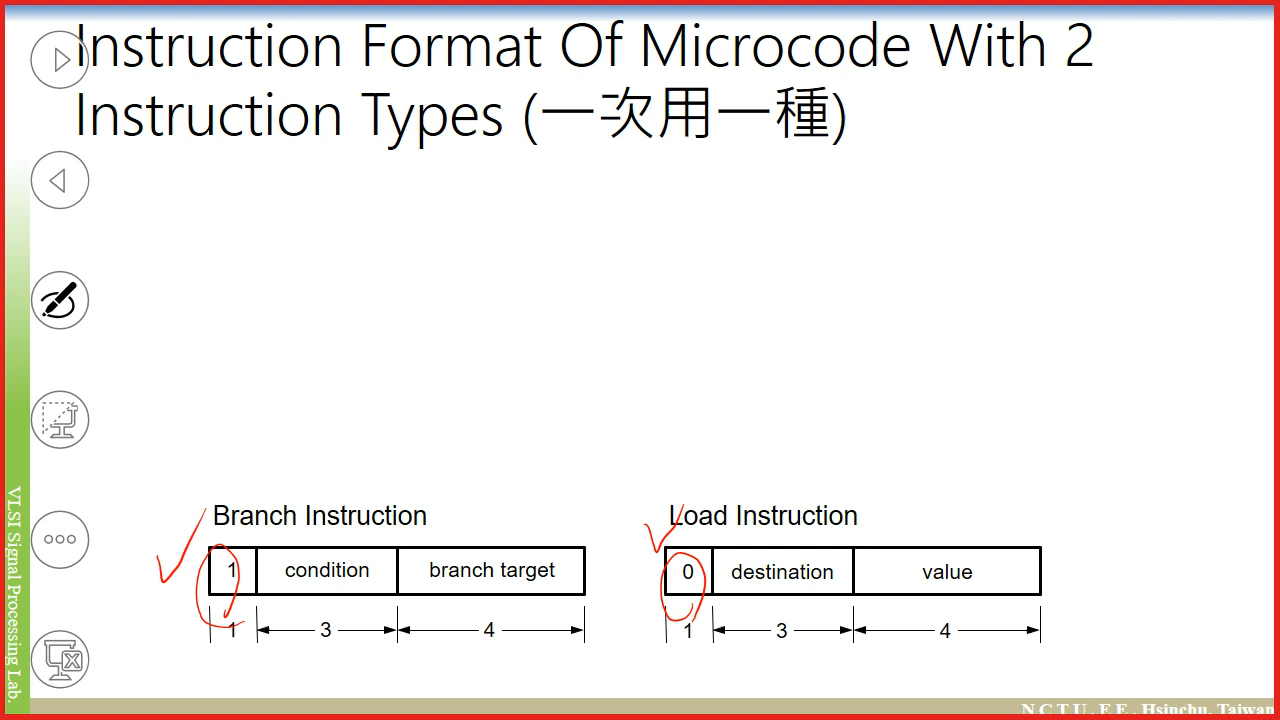 Instruction Format Of Microcode With 2
Instruction Types (一次用一種)
Branch Instruction
1 condition branch target
1 3 4
Load Instruction
0 destination value
1 3 4
VLSI Signal Processing Lab.
N C T U . E E , Hsinchu, Taiwan